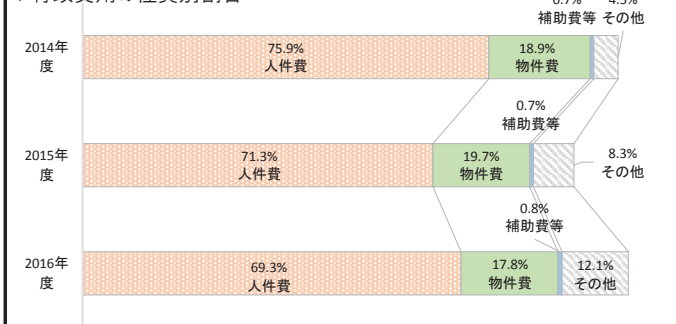 補助費等 その他
2014年
度
75.9%
人件費
18.9%
物件費
0.7%
補助費等
2015年
度
71.3%
人件費
19.7%
物件費
8.3%
その他
0.8%
補助費等
2016年
度
69.3%
人件費
17.8%
物件費
12.1%
その他